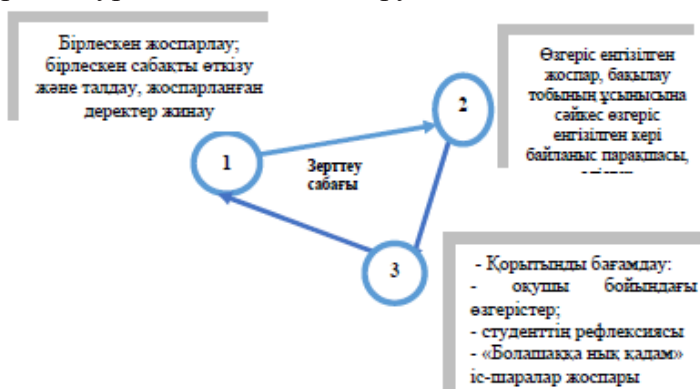 Бірлескен жоспарлау;
бірлескен сабақты өткізу
және талдау, жоспарланған
деректер жинау
Өзгеріс енгізілген
жоспар, бақылау
тобының ұсынысына
сәйкес өзгеріс
енгізілген кері
байланыс парақшасы,
1
2
3
Зерттеу
сабағы
- Қорытынды бағамдау:
- оқушы бойындағы
өзгерістер;
- студенттің рефлексиясы
- «Болашаққа нық қадам»
іс-шаралар жоспары